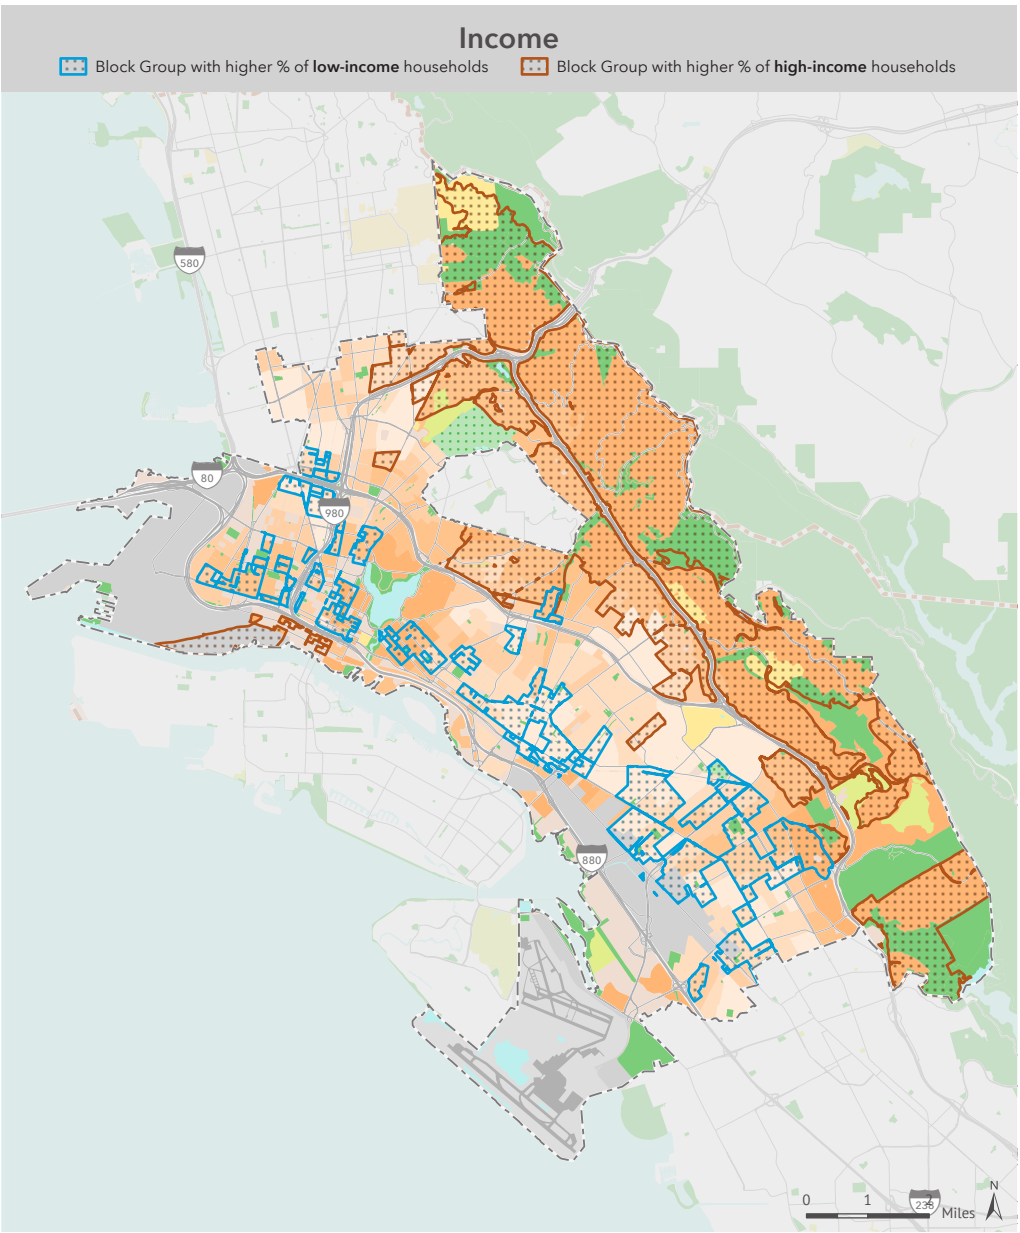 Income
Block Group with higher % of low-income households
Block Group with higher % of high-income households
580
80
980
880
N
0 1 2
238
Miles